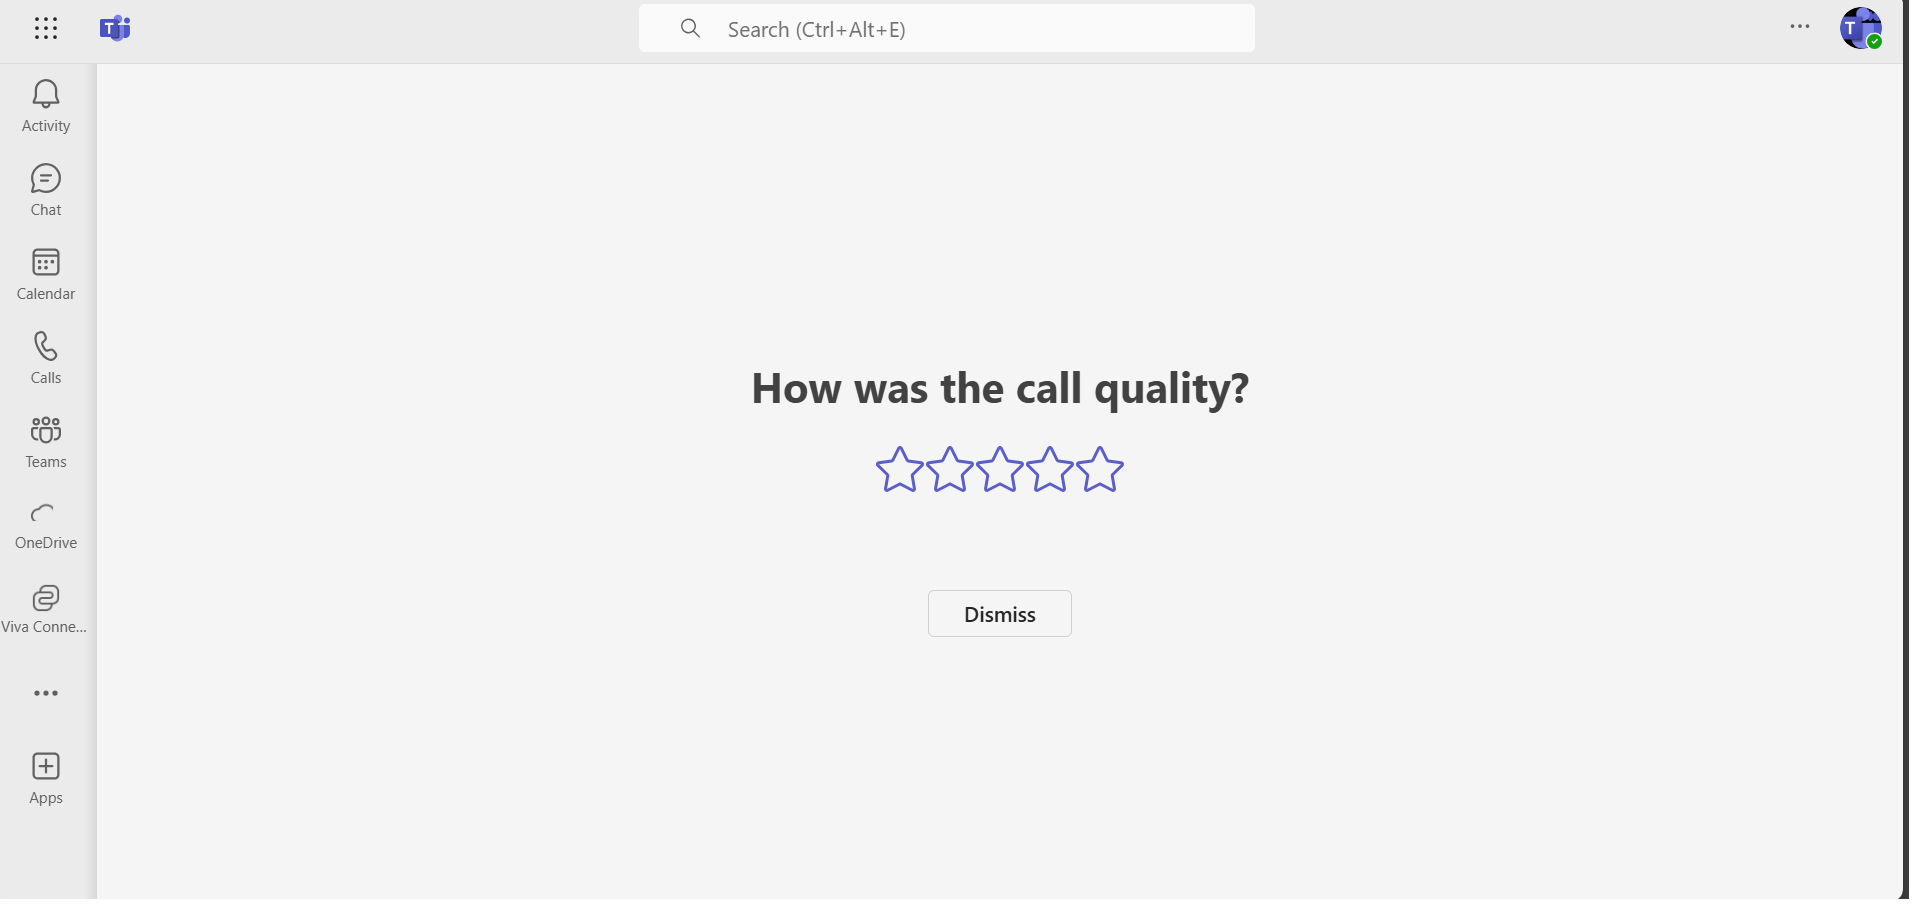 Search (Ctrl+Alt+E)
Activity
Chat
Calendar
Calls
Teams
OneDrive
Viva Conne...
Apps
How was the call quality?
Dismiss
T
T